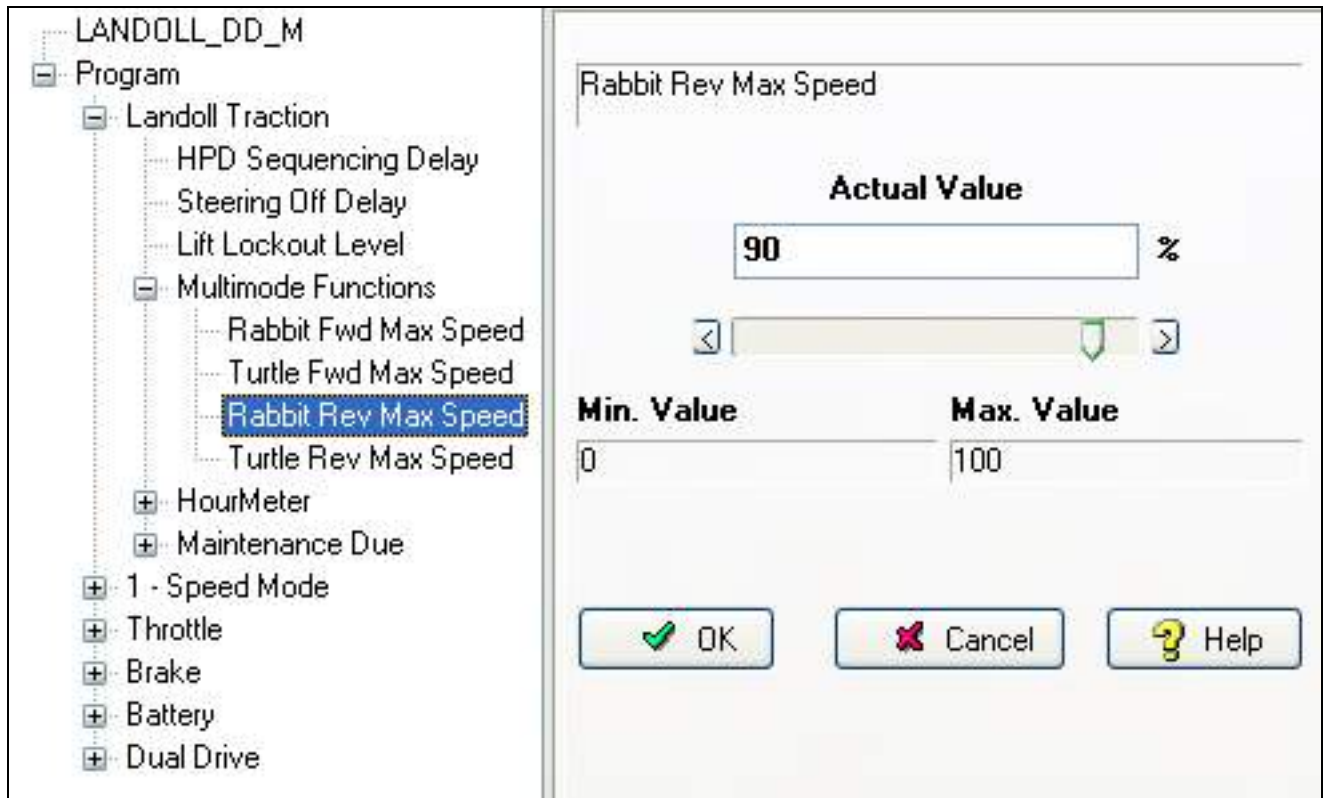 LANDOLL_DD_M
Program
Landoll Traction
HPD Sequencing Delay
Steering Off Delay
Lift Lockout Level
Multimode Functions
Rabbit Fwd Max Speed
Turtle Fwd Max Speed
Rabbit Rev Max Speed
Turtle Rev Max Speed
HourMeter
Maintenance Due
1 - Speed Mode
Throttle
Brake
Battery
Dual Drive
Rabbit Rev Max Speed
Actual Value
90 %
< >
Min. Value Max. Value
0 100
OK Cancel Help